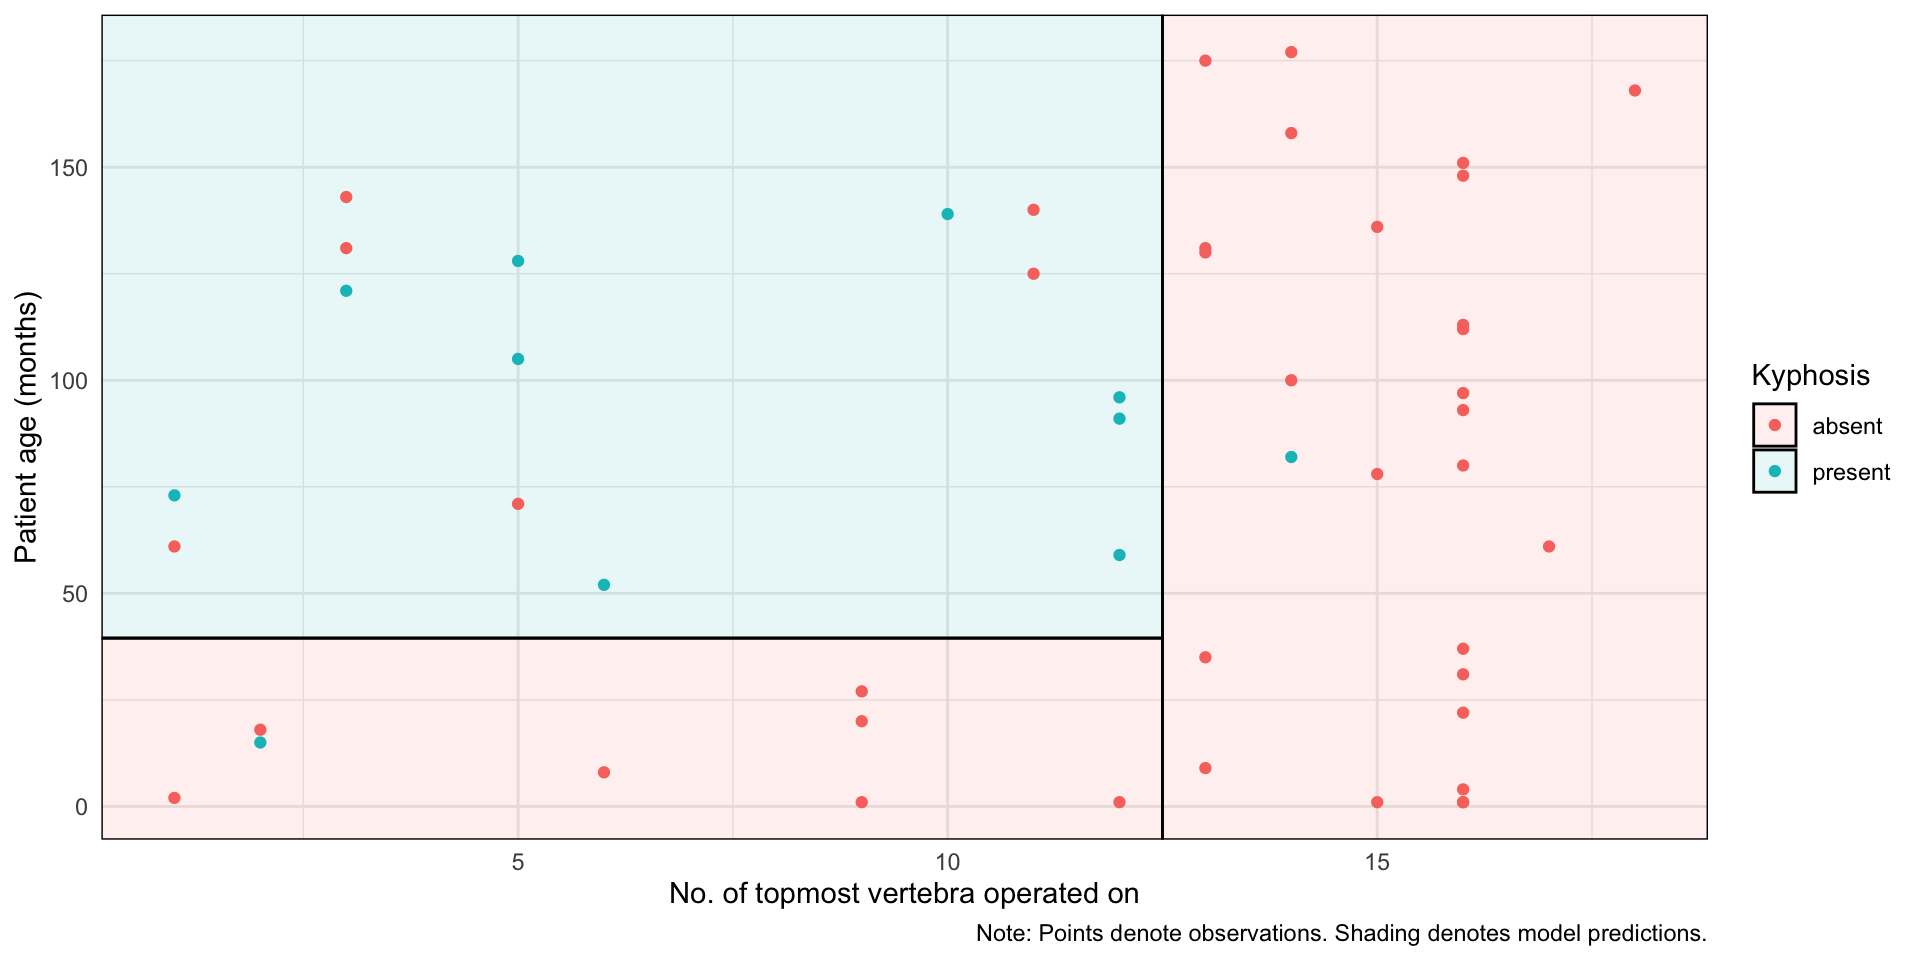 Patient age (months)
150
100
50
0
5 10 15
No. of topmost vertebra operated on
Kyphosis
absent
present
Note: Points denote observations. Shading denotes model predictions.